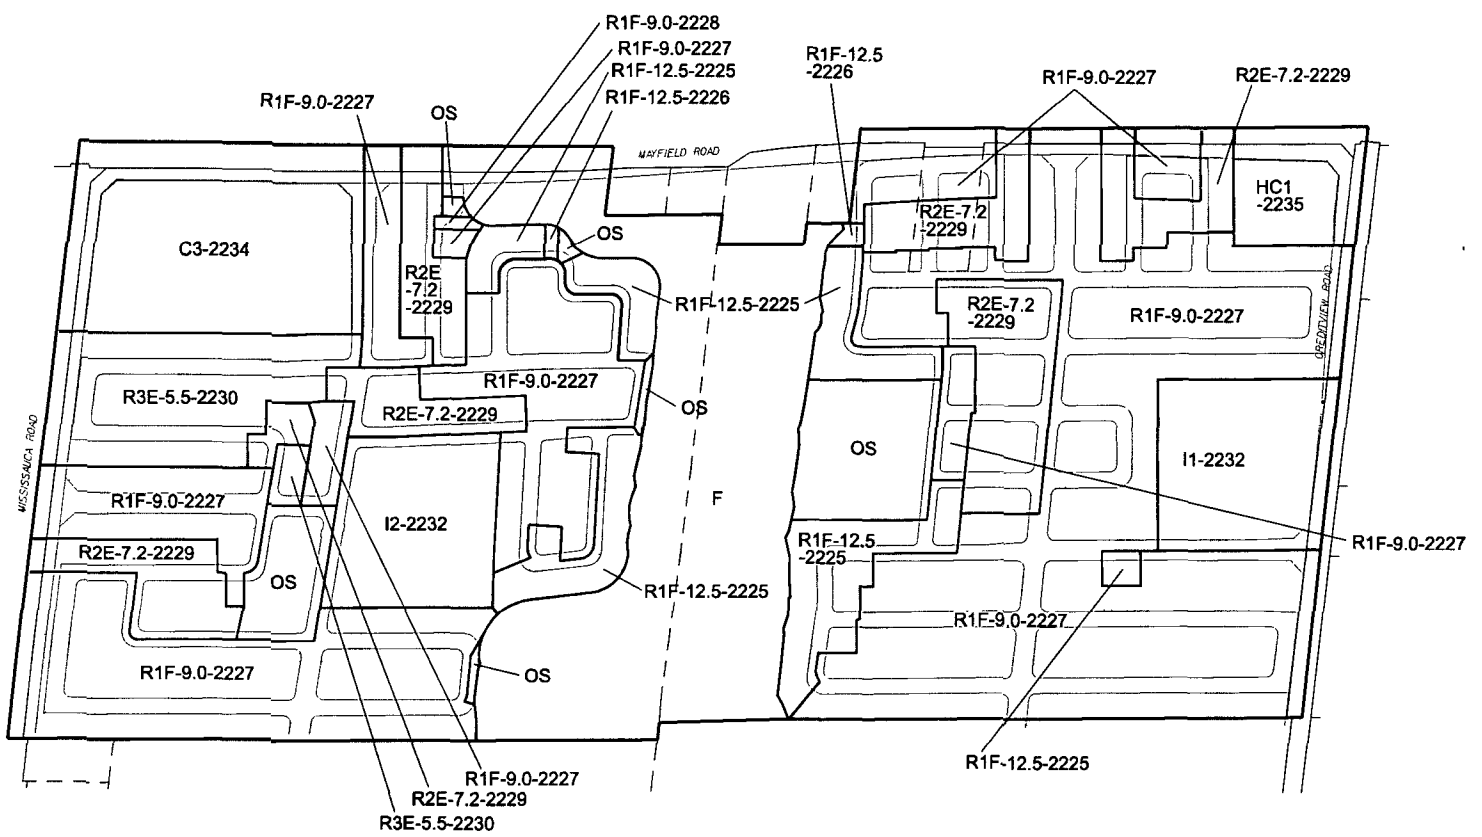 R1F-9.0-2228
R1F-9.0-2227
R1F-12.5-2225
R1F-12.5-2226
R1F-12.5
-2226
R1F-9.0-2227
R2E-7.2-2229
R1F-9.0-2227
OS
MAYFIELD ROAD
C3-2234
HC1
-2235
R2E-7.2
-2229
OS
R2E
-7.2
-2229
R1F-12.5-2225
R2E-7.2
-2229
R1F-9.0-2227
CREDITVIEW ROAD
R1F-9.0-2227
R3E-5.5-2230
R2E-7.2-2229
OS
MISSISSAUGA ROAD
OS
I1-2232
R1F-9.0-2227
I2-2232
F
R1F-12.5
-2225
R1F-9.0-2227
R2E-7.2-2229
OS
R1F-12.5-2225
R1F-9.0-2227
R1F-9.0-2227
OS
R1F-12.5-2225
R1F-9.0-2227
R2E-7.2-2229
R3E-5.5-2230